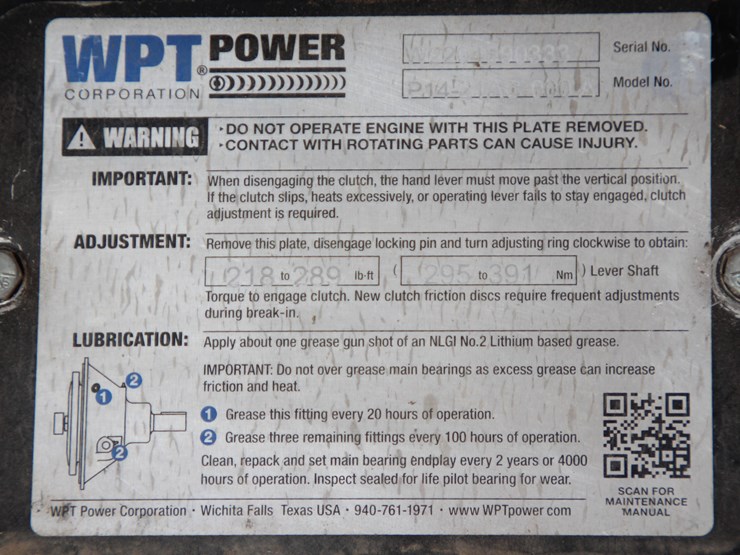 WPT® POWER
CORPORATION
Serial No.
Model No.
WARNING
• DO NOT OPERATE ENGINE WITH THIS PLATE REMOVED.
• CONTACT WITH ROTATING PARTS CAN CAUSE INJURY.
IMPORTANT: When disengaging the clutch, the hand lever must move past the vertical position.
If the clutch slips, heats excessively, or operating lever fails to stay engaged, clutch
adjustment is required.
ADJUSTMENT: Remove this plate, disengage locking pin and turn adjusting ring clockwise to obtain:
218 to 289 lb·ft ( 295 to 391 Nm ) Lever Shaft
Torque to engage clutch. New clutch friction discs require frequent adjustments
during break-in.
LUBRICATION: Apply about one grease gun shot of an NLGI No.2 Lithium based grease.
IMPORTANT: Do not over grease main bearings as excess grease can increase
friction and heat.
1 Grease this fitting every 20 hours of operation.
2 Grease three remaining fittings every 100 hours of operation.
Clean, repack and set main bearing endplay every 2 years or 4000
hours of operation. Inspect sealed for life pilot bearing for wear.
2
1
2
SCAN FOR
MAINTENANCE
MANUAL
WPT Power Corporation · Wichita Falls Texas USA · 940-761-1971 · www.WPTpower.com